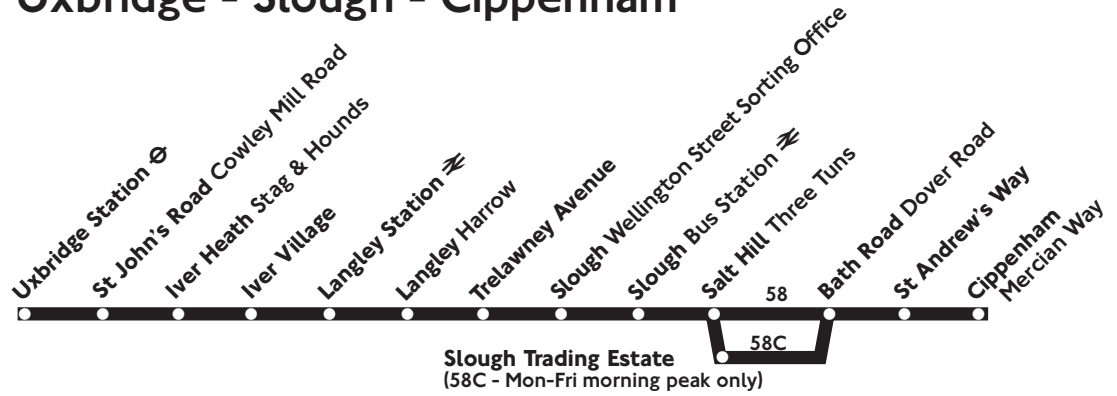 Uxbridge - Slough - Cippenham
Uxbridge Station
St John's Road Cowley Mill Road
Iver Heath Stag & Hounds
Iver Village
Langley Station
Langley Harrow
Trelawney Avenue
Slough Wellington Street Sorting Office
Slough Bus Station
Salt Hill Three Tuns
58
Bath Road Dover Road
St Andrew's Way
Cippenham
Mercian Way
58C
Slough Trading Estate
(58C - Mon-Fri morning peak only)